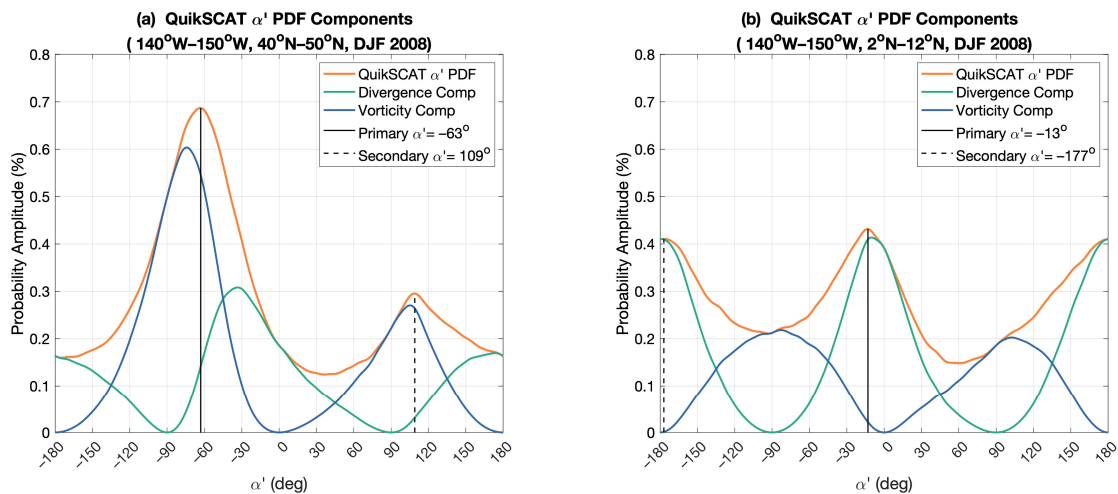 (a) QuikSCAT α' PDF Components
( 140°W–150°W, 40°N–50°N, DJF 2008)
Probability Amplitude (%)
0.8
0.7
0.6
0.5
0.4
0.3
0.2
0.1
0
QuikSCAT α' PDF
Divergence Comp
Vorticity Comp
Primary α'= –63°
Secondary α'= 109°
–180
–150
–120
–90
–60
–30
0
30
60
90
120
150
180
α' (deg)
(b) QuikSCAT α' PDF Components
( 140°W–150°W, 2°N–12°N, DJF 2008)
Probability Amplitude (%)
0.8
0.7
0.6
0.5
0.4
0.3
0.2
0.1
0
QuikSCAT α' PDF
Divergence Comp
Vorticity Comp
Primary α'= –13°
Secondary α'= –177°
–180
–150
–120
–90
–60
–30
0
30
60
90
120
150
180
α' (deg)